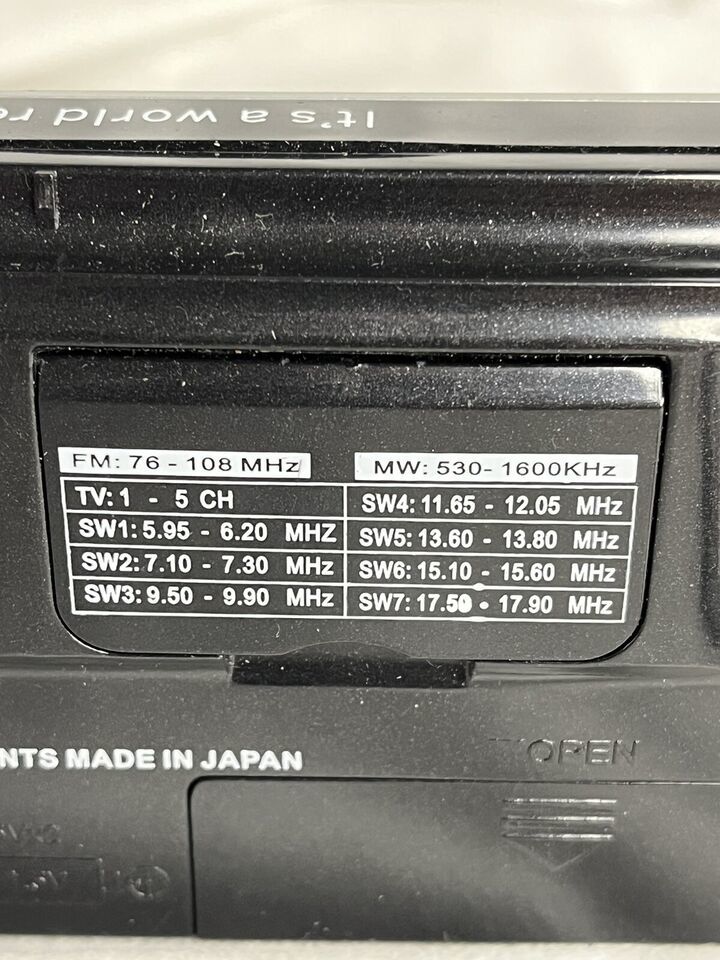 It's a world re
FM: 76 - 108 MHz
MW: 530- 1600KHz
TV: 1 - 5 CH
SW1: 5.95 - 6.20 MHZ
SW2: 7.10 - 7.30 MHz
SW3: 9.50 - 9.90 MHz
SW4: 11.65 - 12.05 MHz
SW5: 13.60 - 13.80 MHz
SW6: 15.10 - 15.60 MHz
SW7: 17.50 - 17.90 MHz
NTS MADE IN JAPAN
OPEN